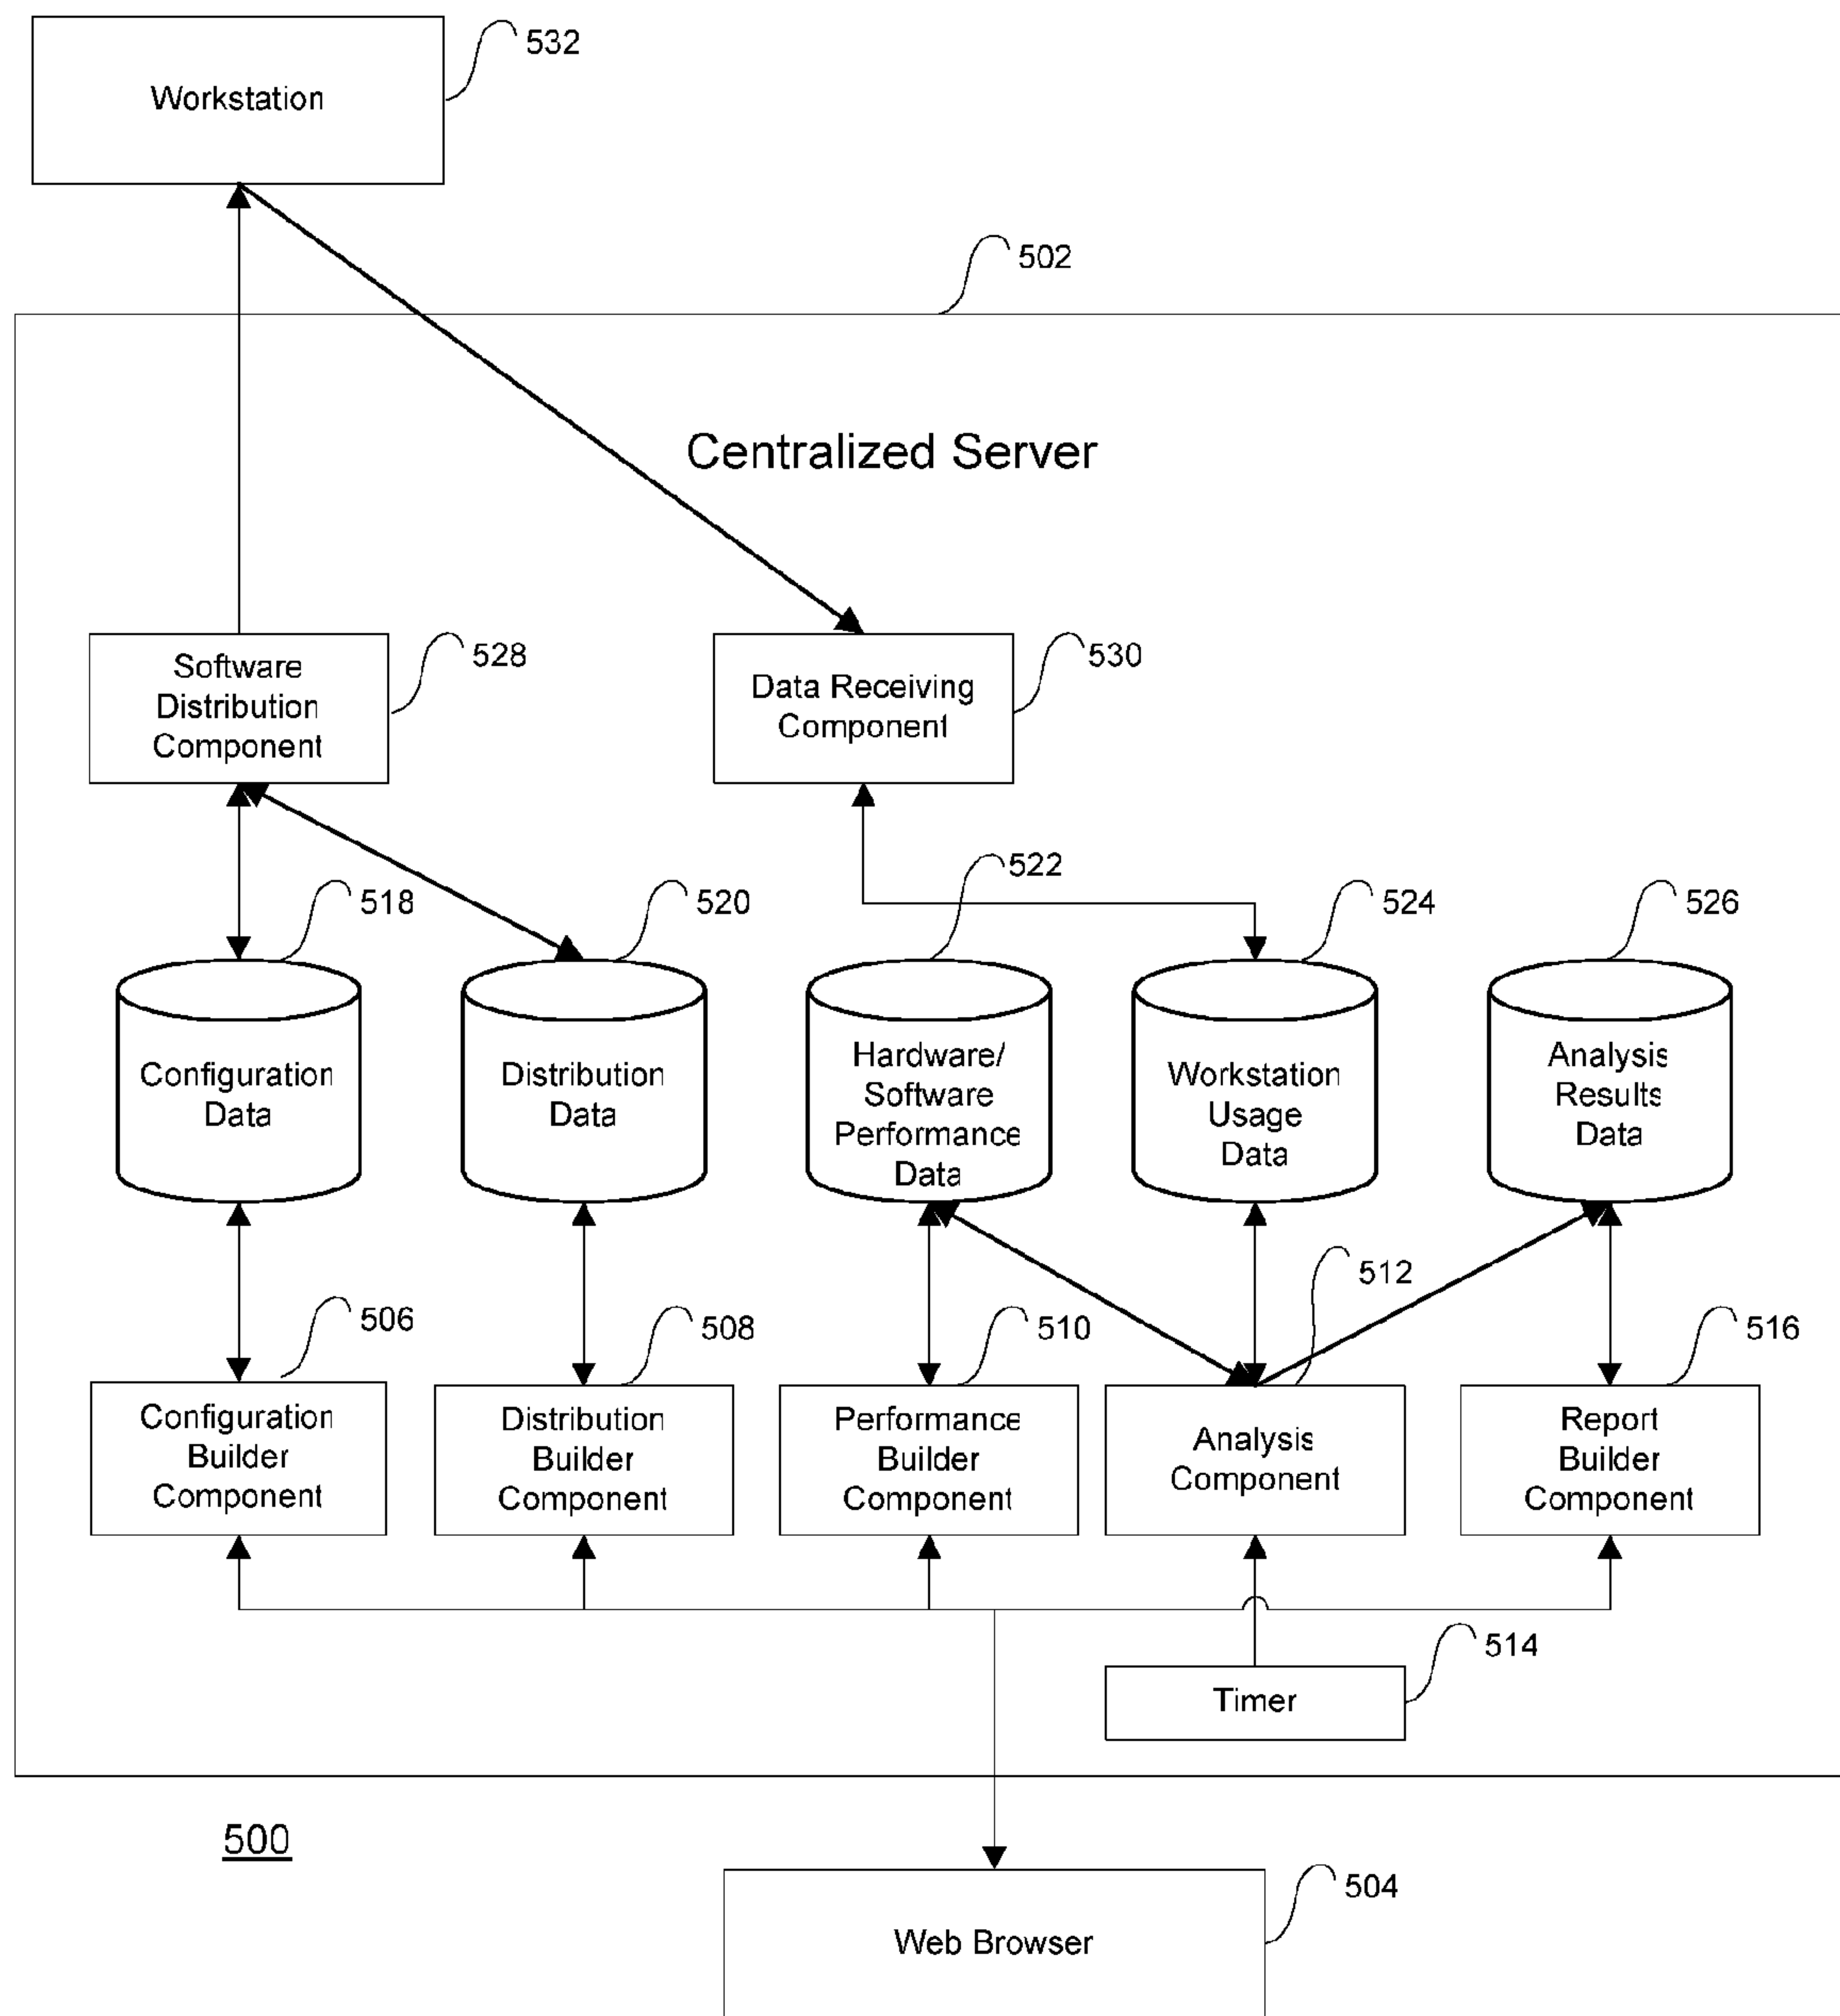 532
Workstation
502
Centralized Server
528
Software
Distribution
Component
530
Data Receiving
Component
518
520
522
524
526
Configuration
Data
Distribution
Data
Hardware/
Software
Performance
Data
Workstation
Usage
Data
Analysis
Results
Data
506
508
510
512
516
Configuration
Builder
Component
Distribution
Builder
Component
Performance
Builder
Component
Analysis
Component
Report
Builder
Component
514
Timer
500
504
Web Browser